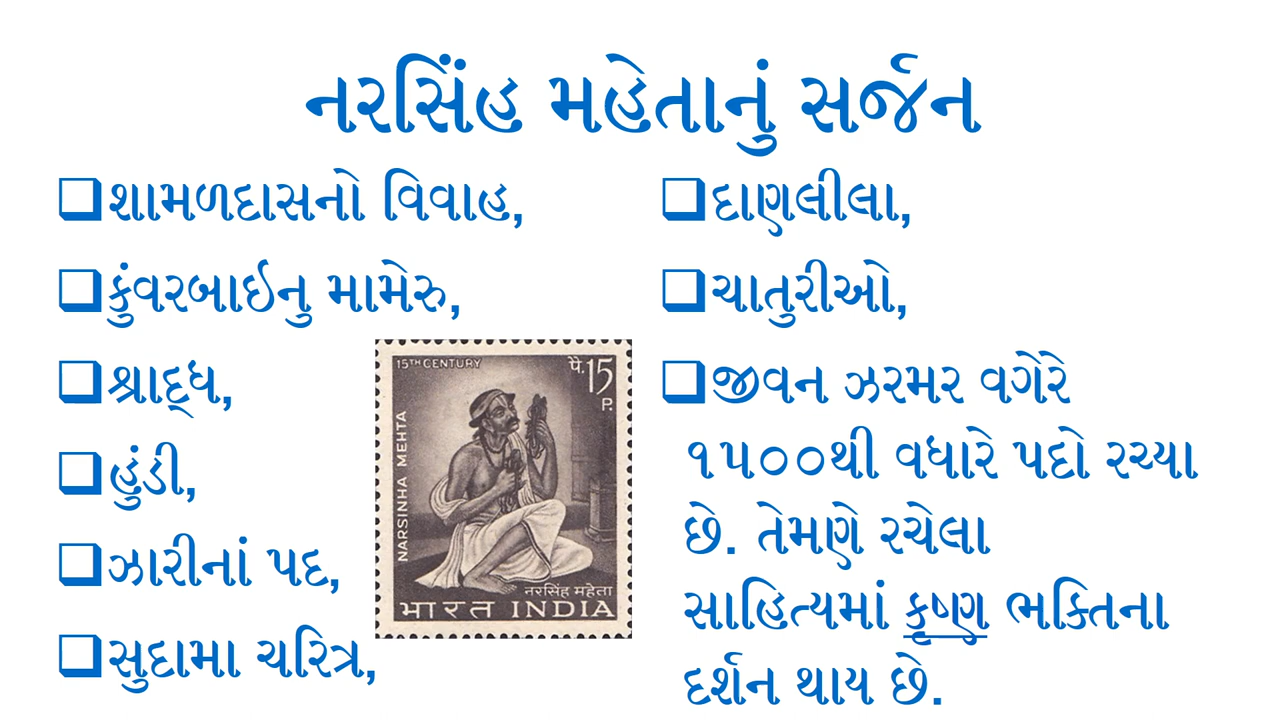 નરસિંહ મહેતાનું સર્જન
❑શામળદાસનો વિવાહ,
❑કુંવરબાઈનુ મામેરુ,
❑શ્રાદ્ધ,
❑હુંડી,
❑ઝારીનાં પદ,
❑સુદામા ચરિત્ર,
15TH CENTURY
पै.15
P.
NARSINHA MEHTA
नरसिंह महेता
भारत INDIA
❑દાણલીલા,
❑ચાતુરીઓ,
❑જીવન ઝરમર વગેરે
૧૫૦૦થી વધારે પદો રચ્યા
છે. તેમણે રચેલા
સાહિત્યમાં કૃષ્ણ ભક્તિના
દર્શન થાય છે.